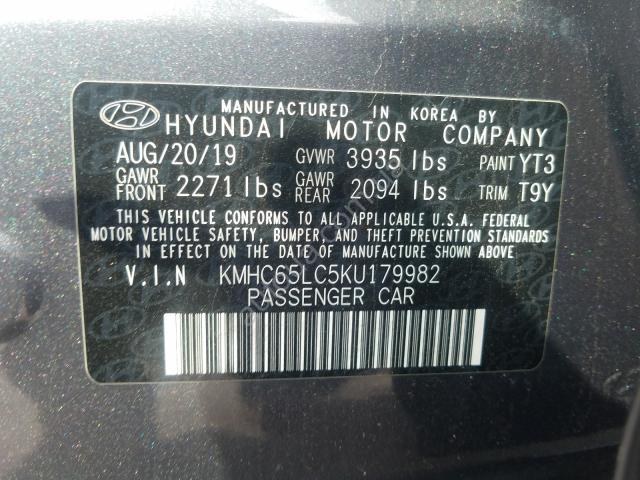 MANUFACTURED IN KOREA BY
HYUNDAI MOTOR COMPANY
AUG/20/19 GVWR 3935 lbs PAINT YT3
GAWR FRONT 2271 lbs GAWR REAR 2094 lbs TRIM T9Y
THIS VEHICLE CONFORMS TO ALL APPLICABLE U.S.A. FEDERAL
MOTOR VEHICLE SAFETY, BUMPER, AND THEFT PREVENTION
STANDARDS IN EFFECT ON THE DATE OF MANUFACTURE SHOWN ABOVE
V.I.N KMHC65LC5KU179982
PASSENGER CAR